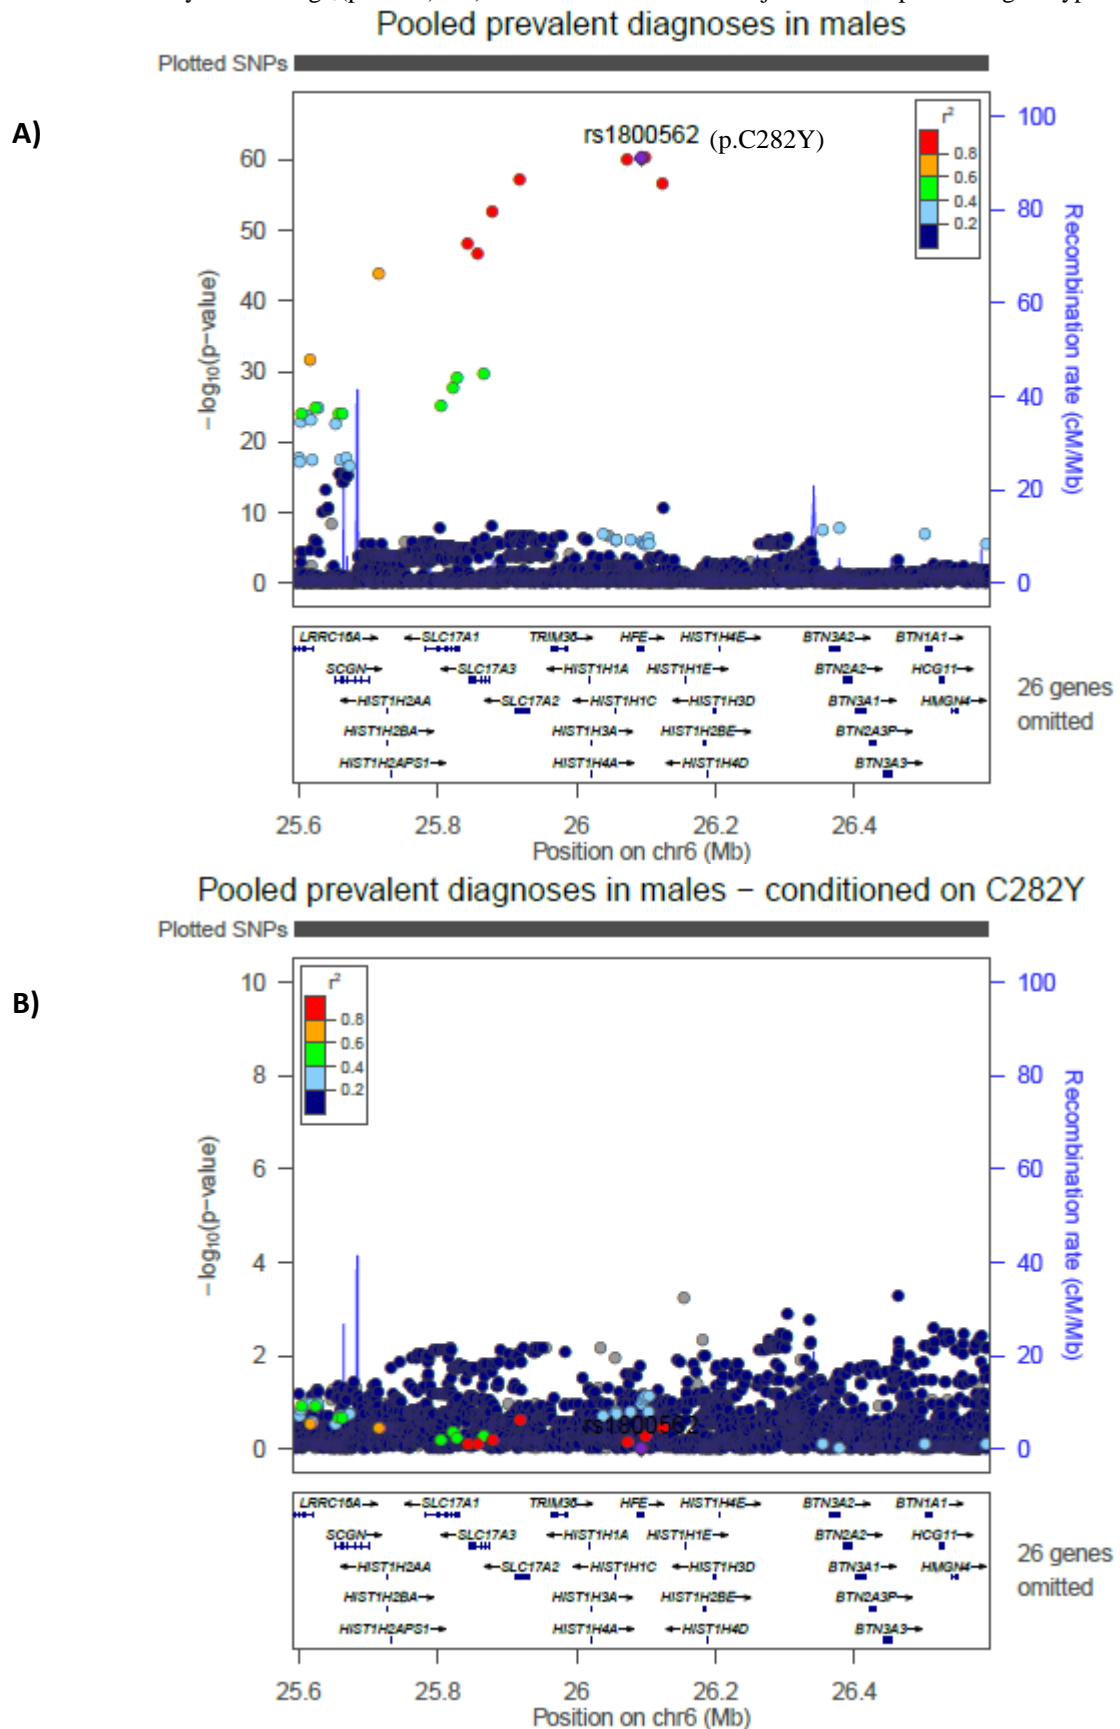 Pooled prevalent diagnoses in males
Plotted SNPs
A)
rs1800562 (p.C282Y)
r²
0.8
0.6
0.4
0.2
60
50
40
30
20
10
0
−log₁₀(p−value)
100
80
60
40
20
0
Recombination rate (cM/Mb)
LRRC16A→ ←SLC17A1 TRIM38→ HFE→ HIST1H4E→ BTN3A2→ BTN1A1→
SCGN→ ←SLC17A3 ←HIST1H1A HIST1H1E→ BTN2A2→ HCG11→
←HIST1H2AA ←SLC17A2 ←HIST1H1C ←HIST1H3D BTN3A1→ HMGN4→
HIST1H2BA→ HIST1H3A→ HIST1H2BE→ BTN2A3P→
HIST1H2APS1→ HIST1H4A→ ←HIST1H4D BTN3A3→
26 genes
omitted
25.6 25.8 26 26.2 26.4
Position on chr6 (Mb)
Pooled prevalent diagnoses in males − conditioned on C282Y
Plotted SNPs
B)
r²
0.8
0.6
0.4
0.2
rs1800562
10
8
6
4
2
0
−log₁₀(p−value)
100
80
60
40
20
0
Recombination rate (cM/Mb)
LRRC16A→ ←SLC17A1 TRIM38→ HFE→ HIST1H4E→ BTN3A2→ BTN1A1→
SCGN→ ←SLC17A3 ←HIST1H1A HIST1H1E→ BTN2A2→ HCG11→
←HIST1H2AA ←SLC17A2 ←HIST1H1C ←HIST1H3D BTN3A1→ HMGN4→
HIST1H2BA→ HIST1H3A→ HIST1H2BE→ BTN2A3P→
HIST1H2APS1→ HIST1H4A→ ←HIST1H4D BTN3A3→
26 genes
omitted
25.6 25.8 26 26.2 26.4
Position on chr6 (Mb)